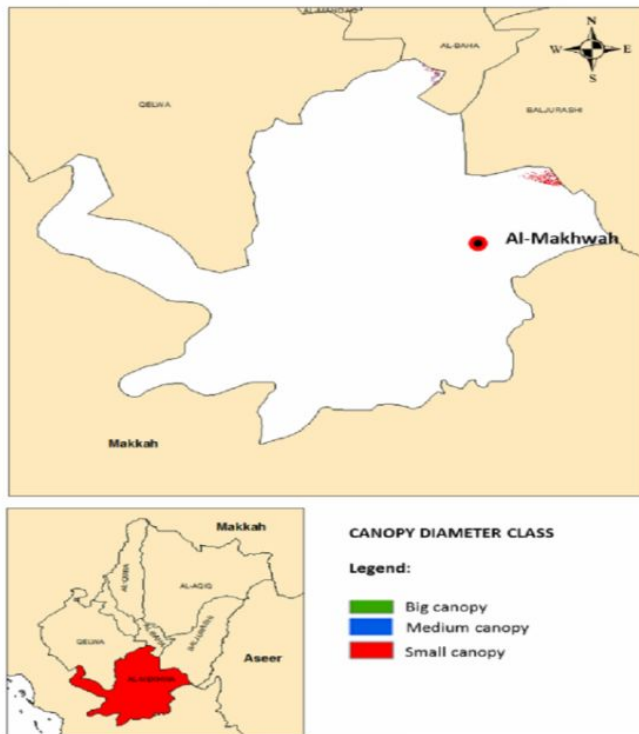 N
W E
S
AL-BAHA
QELWA
BALJURASHI
Al-Makhwah
Makkah
Makkah
AL-AQIQ
QELWA
Aseer
CANOPY DIAMETER CLASS
Legend:
Big canopy
Medium canopy
Small canopy